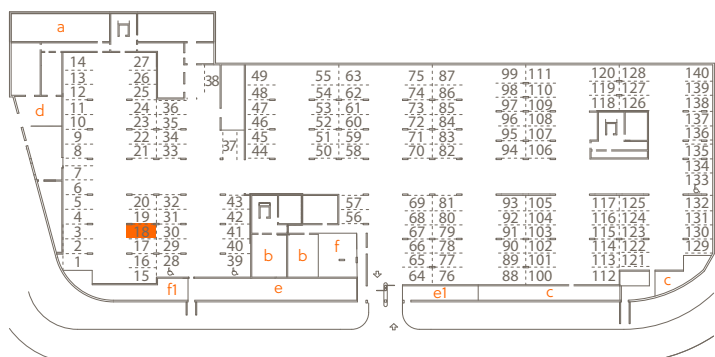 a
14 27 38 49 55 63 75 87 99 111 120 128 140
13 26 48 54 62 74 86 98 110 119 127 139
12 25 47 53 61 73 85 97 109 118 126 138
d 11 24 36 46 52 60 72 84 96 108 137
10 23 35 45 51 59 71 83 95 107 136
9 22 34 37 44 50 58 70 82 94 106 135
8 21 33 134
7 133
6
5 20 32 43 57 69 81 93 105 117 125 132
4 19 31 42 56 68 80 92 104 116 124 131
3 18 30 41 67 79 91 103 115 123 130
2 17 29 40 b b f 66 78 90 102 114 122 129
1 16 28 39 65 77 89 101 113 121
15 64 76 88 100 112 c
f1 e e1 c